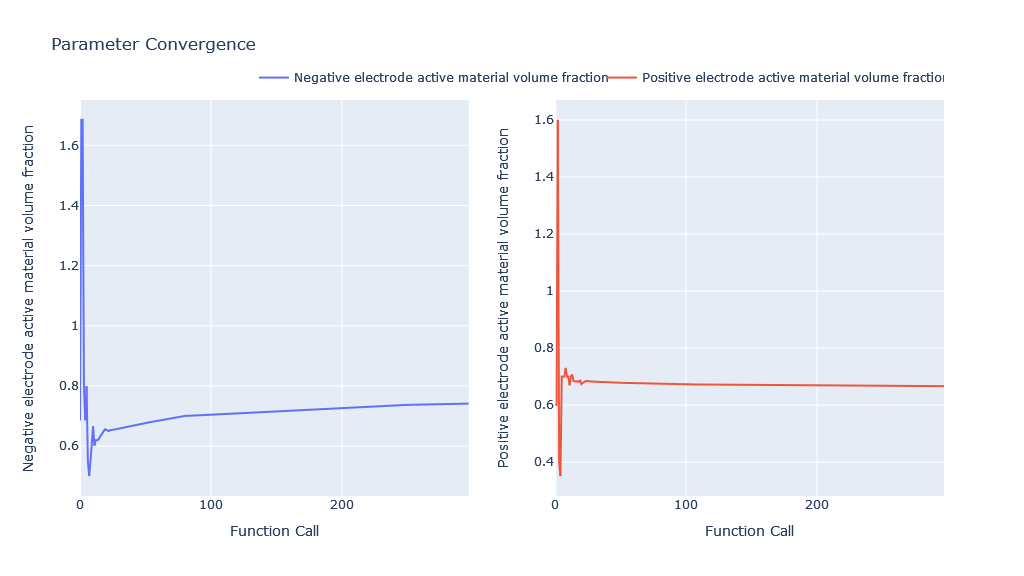 Parameter Convergence
Negative electrode active material volume fraction
Positive electrode active material volume fraction
Negative electrode active material volume fraction
1.6
1.4
1.2
1
0.8
0.6
0
100
200
Function Call
Positive electrode active material volume fraction
1.6
1.4
1.2
1
0.8
0.6
0.4
0
100
200
Function Call